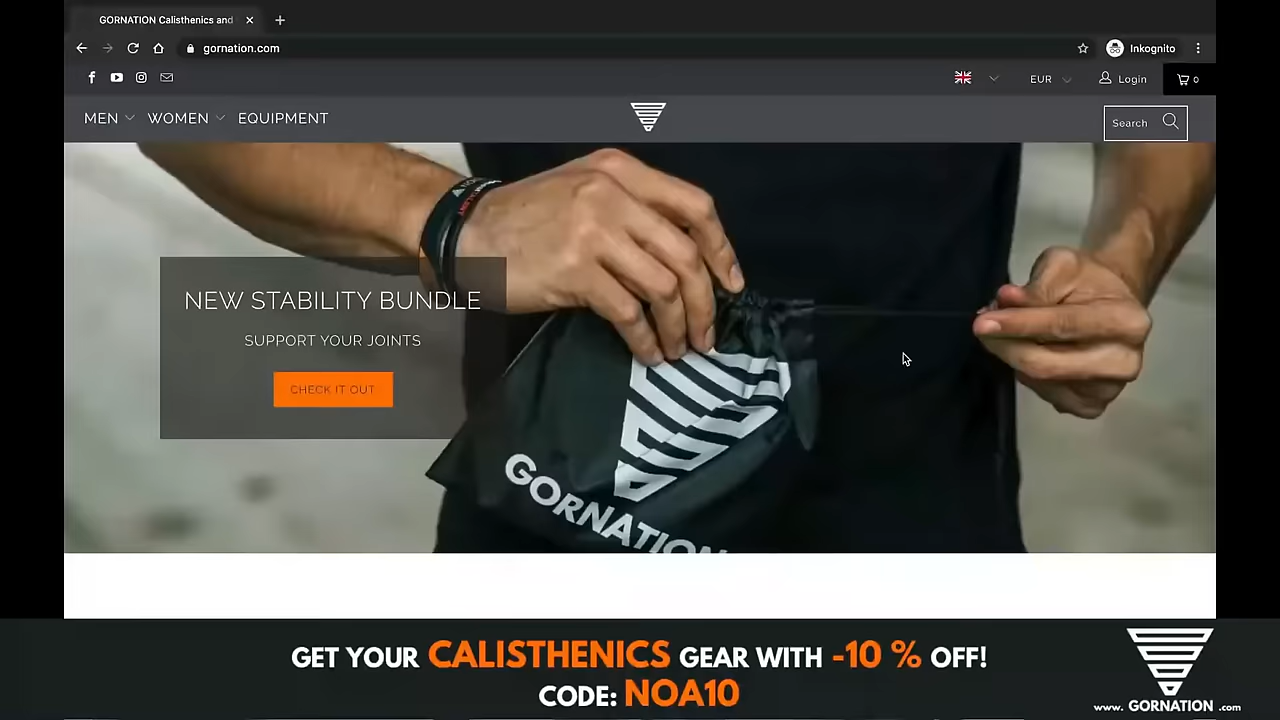 GORNATION Calisthenics and
gornation.com
Inkognito
EUR
Login
0
MEN
WOMEN
EQUIPMENT
Search
NEW STABILITY BUNDLE
SUPPORT YOUR JOINTS
CHECK IT OUT
GORNATION
GET YOUR CALISTHENICS GEAR WITH -10 % OFF!
CODE: NOA10
www. GORNATION .com